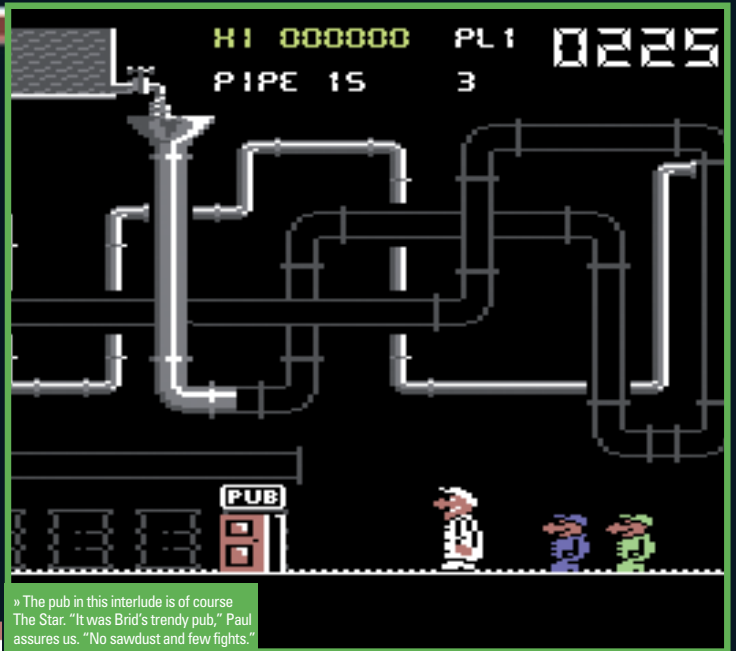 HI 000000 PL1 0225
PIPE 15 3
PUB
» The pub in this interlude is of course
The Star. “It was Brid’s trendy pub,” Paul
assures us. “No sawdust and few fights.”